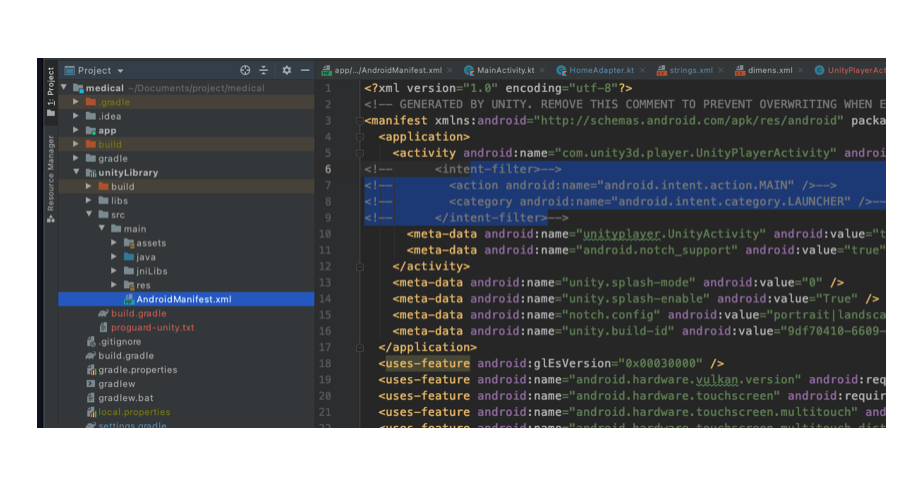 1: Project
Resource Manager
Project
medical ~/Documents/project/medical
.gradle
.idea
app
build
gradle
unityLibrary
build
libs
src
main
assets
java
jniLibs
res
AndroidManifest.xml
build.gradle
proguard-unity.txt
.gitignore
build.gradle
gradle.properties
gradlew
gradlew.bat
local.properties
settings.gradle
app/.../AndroidManifest.xml × MainActivity.kt × HomeAdapter.kt × strings.xml × dimens.xml × UnityPlayerAct
1 <?xml version="1.0" encoding="utf-8"?>
2 <!-- GENERATED BY UNITY. REMOVE THIS COMMENT TO PREVENT OVERWRITING WHEN E
3 <manifest xmlns:android="http://schemas.android.com/apk/res/android" packa
4 <application>
5 <activity android:name="com.unity3d.player.UnityPlayerActivity" androi
6 <!-- <intent-filter>-->
7 <!-- <action android:name="android.intent.action.MAIN" />-->
8 <!-- <category android:name="android.intent.category.LAUNCHER" />--
9 <!-- </intent-filter>-->
10 <meta-data android:name="unityplayer.UnityActivity" android:value="t
11 <meta-data android:name="android.notch_support" android:value="true"
12 </activity>
13 <meta-data android:name="unity.splash-mode" android:value="0" />
14 <meta-data android:name="unity.splash-enable" android:value="True" />
15 <meta-data android:name="notch.config" android:value="portrait|landsca
16 <meta-data android:name="unity.build-id" android:value="9df70410-6609-
17 </application>
18 <uses-feature android:glEsVersion="0x00030000" />
19 <uses-feature android:name="android.hardware.vulkan.version" android:req
20 <uses-feature android:name="android.hardware.touchscreen" android:requir
21 <uses-feature android:name="android.hardware.touchscreen.multitouch" and
22 <uses-feature android:name="android.hardware.touchscreen.multitouch.dist